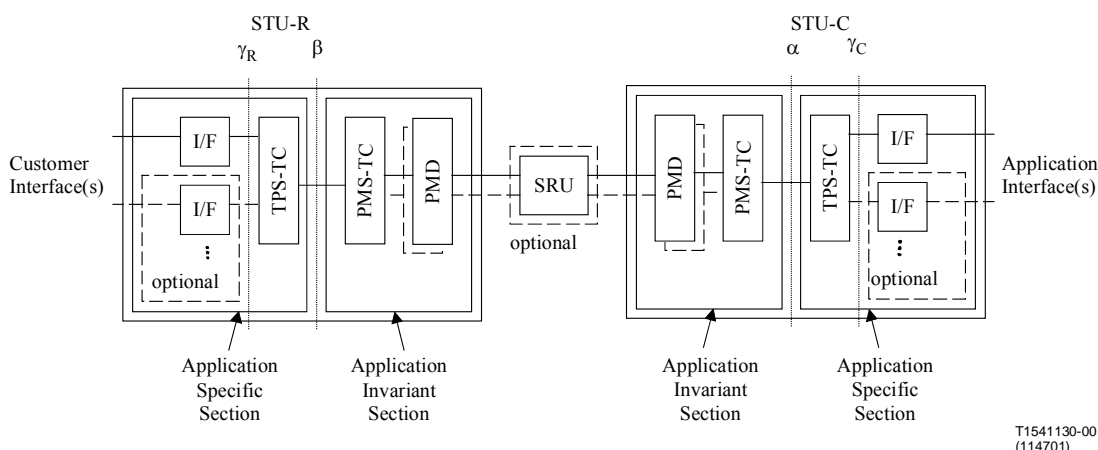 STU-R
STU-C
γR
β
α
γC
Customer
Interface(s)
I/F
I/F
...
optional
TPS-TC
PMS-TC
PMD
SRU
optional
PMD
PMS-TC
TPS-TC
I/F
I/F
...
optional
Application
Interface(s)
Application
Specific
Section
Application
Invariant
Section
Application
Invariant
Section
Application
Specific
Section
T1541130-00
(114701)